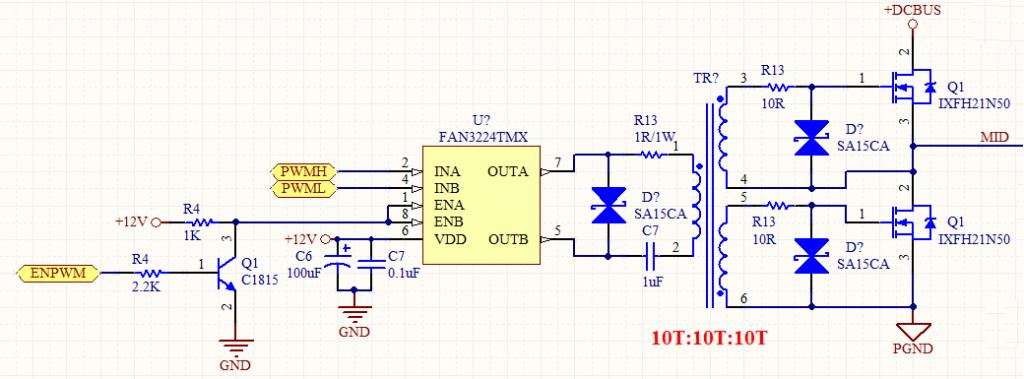 +DCBUS
2
TR?
3
R13
10R
1
Q1
IXFH21N50
3
D?
SA15CA
MID
U?
FAN3224TMX
R13
1R/1W
1
PWMH
2
INA
OUTA
7
PWML
4
INB
4
1
ENA
5
2
+12V
R4
1K
8
ENB
D?
SA15CA
R13
10R
1
Q1
IXFH21N50
3
+12V
6
VDD
OUTB
5
C7
2
1uF
D?
SA15CA
3
C6
100uF
+
C7
0.1uF
ENPWM
R4
2.2K
1
Q1
C1815
2
6
GND
GND
10T:10T:10T
PGND